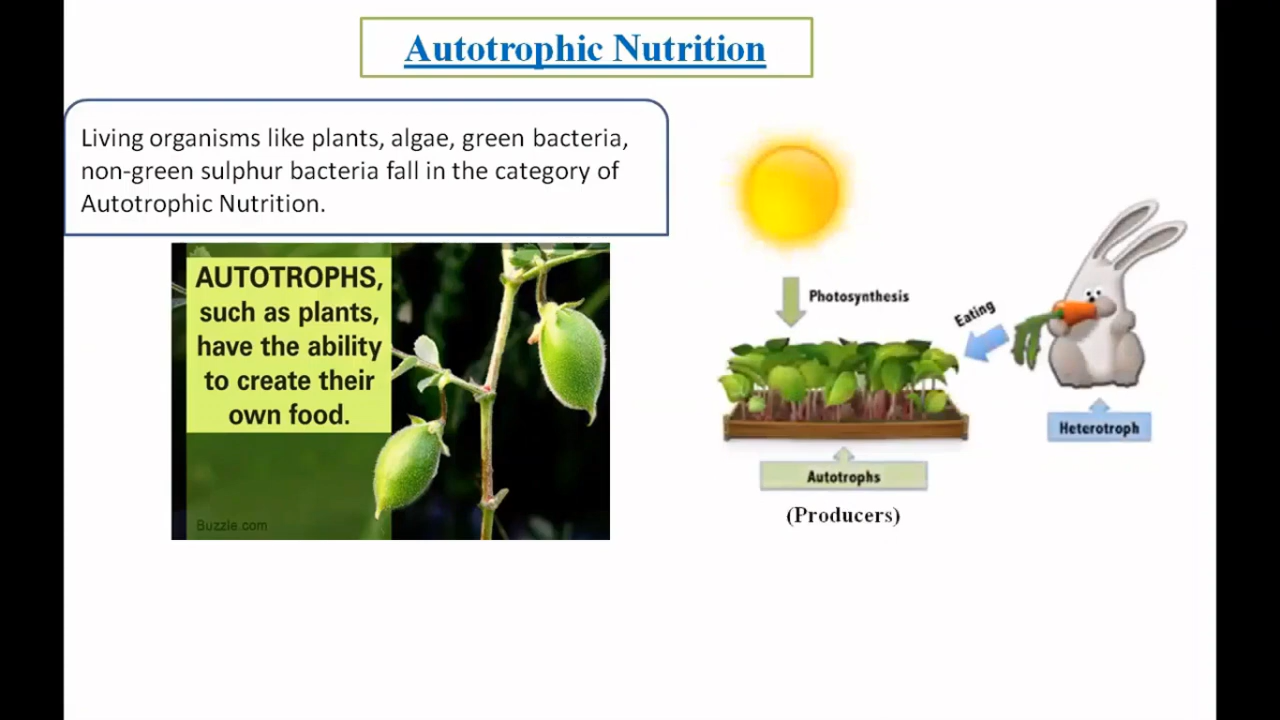 Autotrophic Nutrition
Living organisms like plants, algae, green bacteria,
non-green sulphur bacteria fall in the category of
Autotrophic Nutrition.
AUTOTROPHS,
such as plants,
have the ability
to create their
own food.
Buzzle.com
Photosynthesis
Eating
Heterotroph
Autotrophs
(Producers)